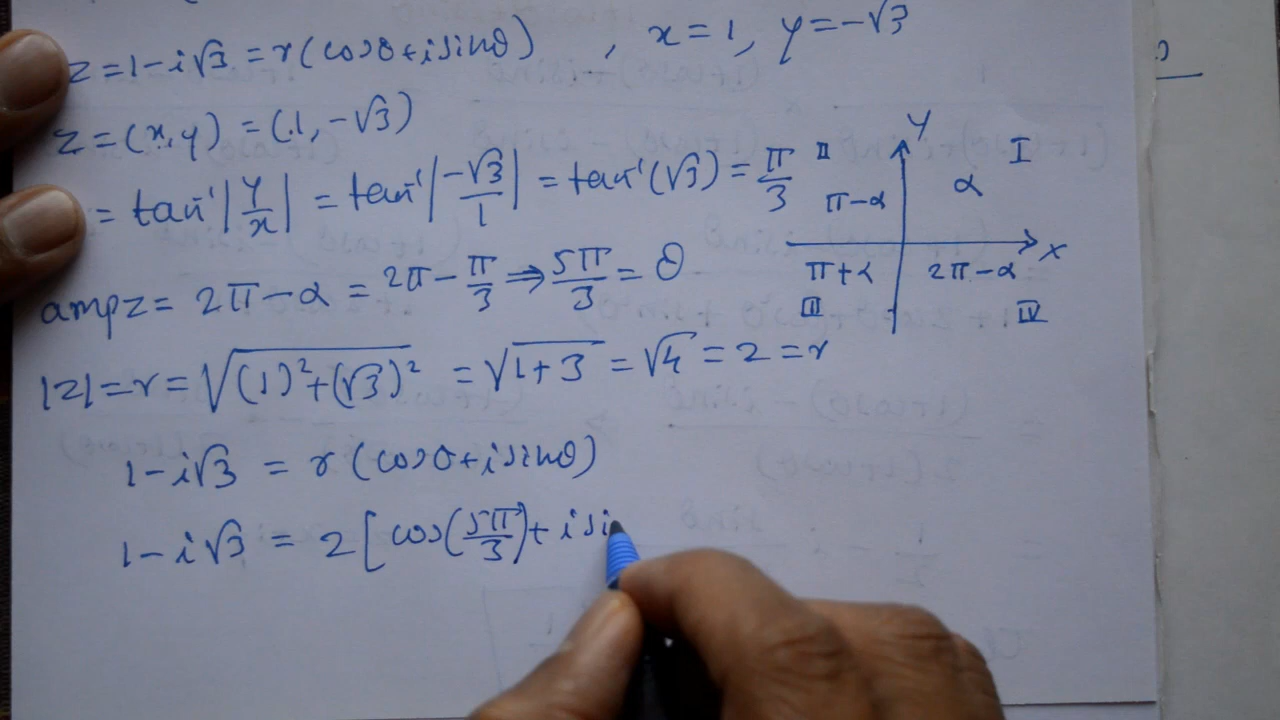 z=1-i√3=r(cosθ+isinθ) , x=1, y=-√3
z=(x,y)=(1,-√3)
= tan⁻¹|y/x| = tan⁻¹|-√3/1| = tan⁻¹(√3) = π/3
amp z = 2π-α = 2π-π/3 ⇒ 5π/3 = θ
|z|=r=√((1)²+(√3)²) = √(1+3) = √4 = 2 = r
1-i√3 = r(cosθ+isinθ)
1-i√3 = 2[cos(5π/3)+ i si
Y
II I
π-α α
X
π+α 2π-α
III IV